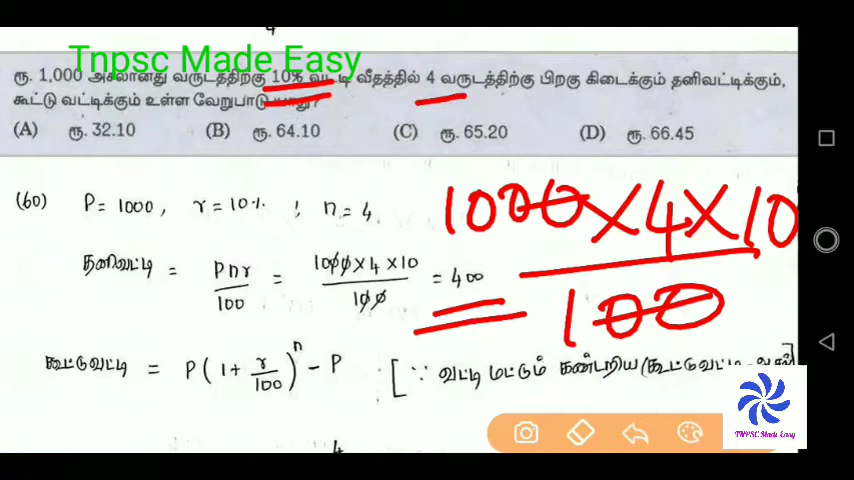 Tnpsc Made Easy
ரூ. 1,000 அசலானது வருடத்திற்கு 10% வட்டி வீதத்தில் 4 வருடத்திற்கு பிறகு கிடைக்கும் தனிவட்டிக்கும்,
கூட்டு வட்டிக்கும் உள்ள வேறுபாடு யாது?
(A) ரூ. 32.10 (B) ரூ. 64.10 (C) ரூ. 65.20 (D) ரூ. 66.45
(60) P = 1000, r = 10% ; n = 4
1000 × 4 × 10
100
தனிவட்டி = Pnr/100 = 1000 × 4 × 10/100 = 400
கூட்டுவட்டி = P(1 + r/100)^n - P [∵ வட்டி மட்டும் கண்டறிய (கூட்டுவட்டி
TNPSC Made Easy
4